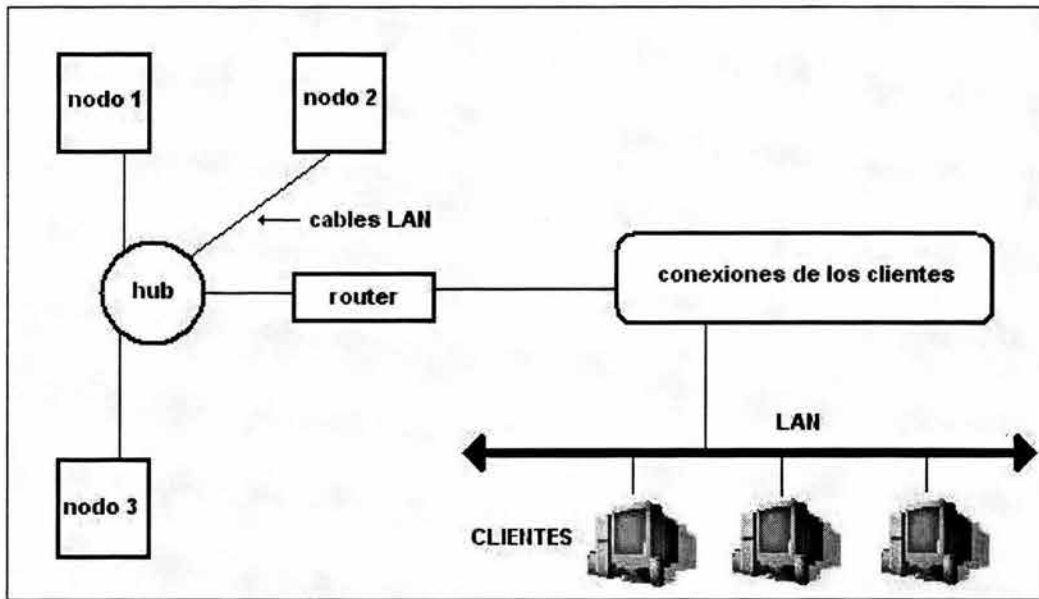 nodo 1
nodo 2
cables LAN
hub
router
conexiones de los clientes
LAN
nodo 3
CLIENTES